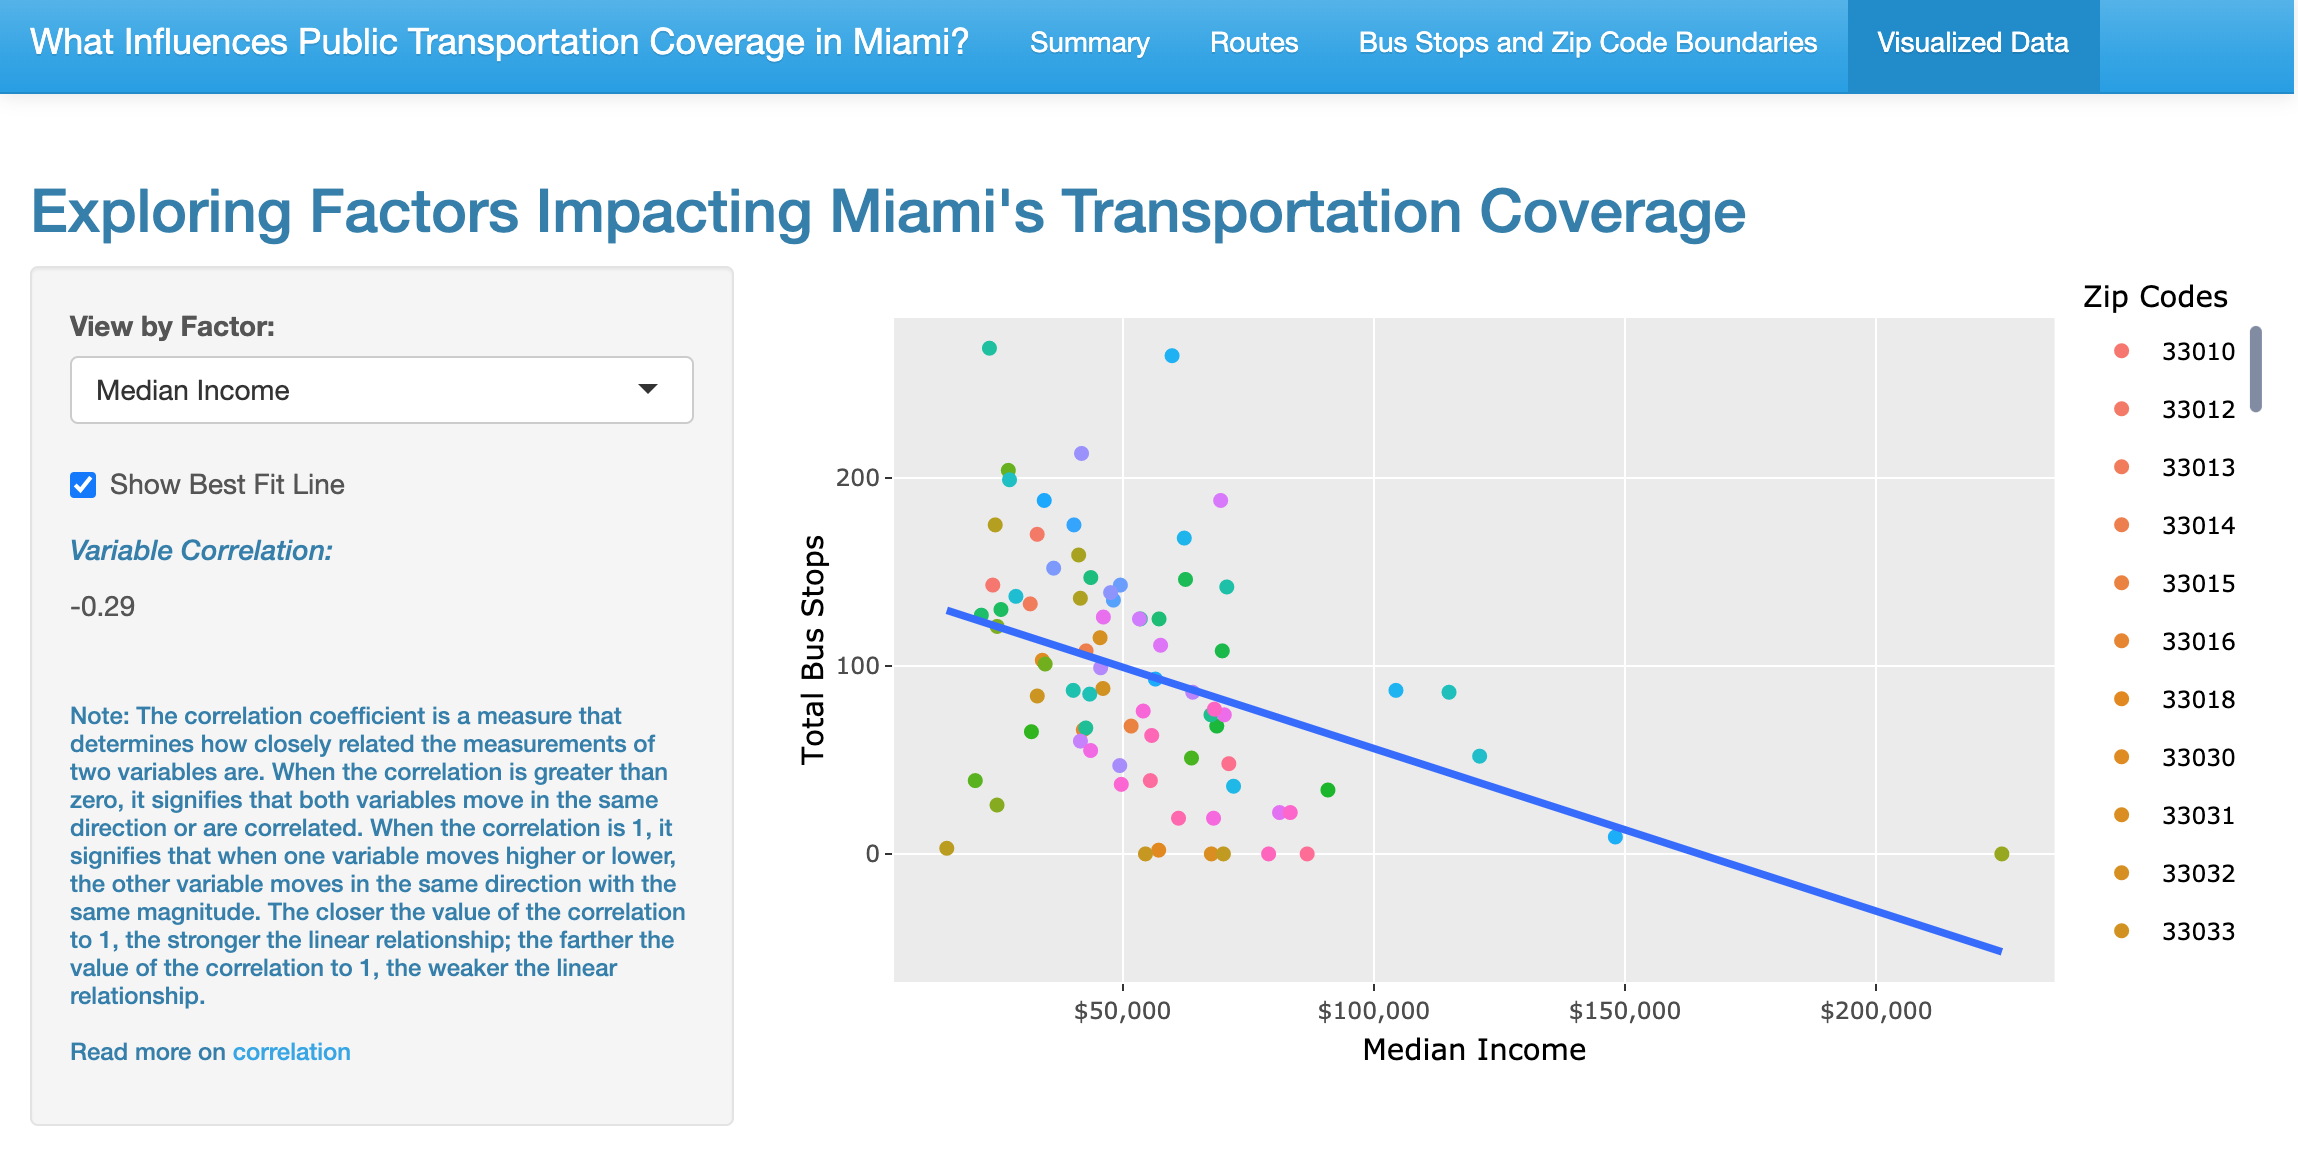 What Influences Public Transportation Coverage in Miami?
Summary
Routes
Bus Stops and Zip Code Boundaries
Visualized Data
Exploring Factors Impacting Miami's Transportation Coverage
View by Factor:
Median Income
Show Best Fit Line
Variable Correlation:
-0.29
Note: The correlation coefficient is a measure that
determines how closely related the measurements of
two variables are. When the correlation is greater than
zero, it signifies that both variables move in the same
direction or are correlated. When the correlation is 1, it
signifies that when one variable moves higher or lower,
the other variable moves in the same direction with the
same magnitude. The closer the value of the correlation
to 1, the stronger the linear relationship; the farther the
value of the correlation to 1, the weaker the linear
relationship.
Read more on correlation
Total Bus Stops
200
100
0
$50,000
$100,000
$150,000
$200,000
Median Income
Zip Codes
33010
33012
33013
33014
33015
33016
33018
33030
33031
33032
33033